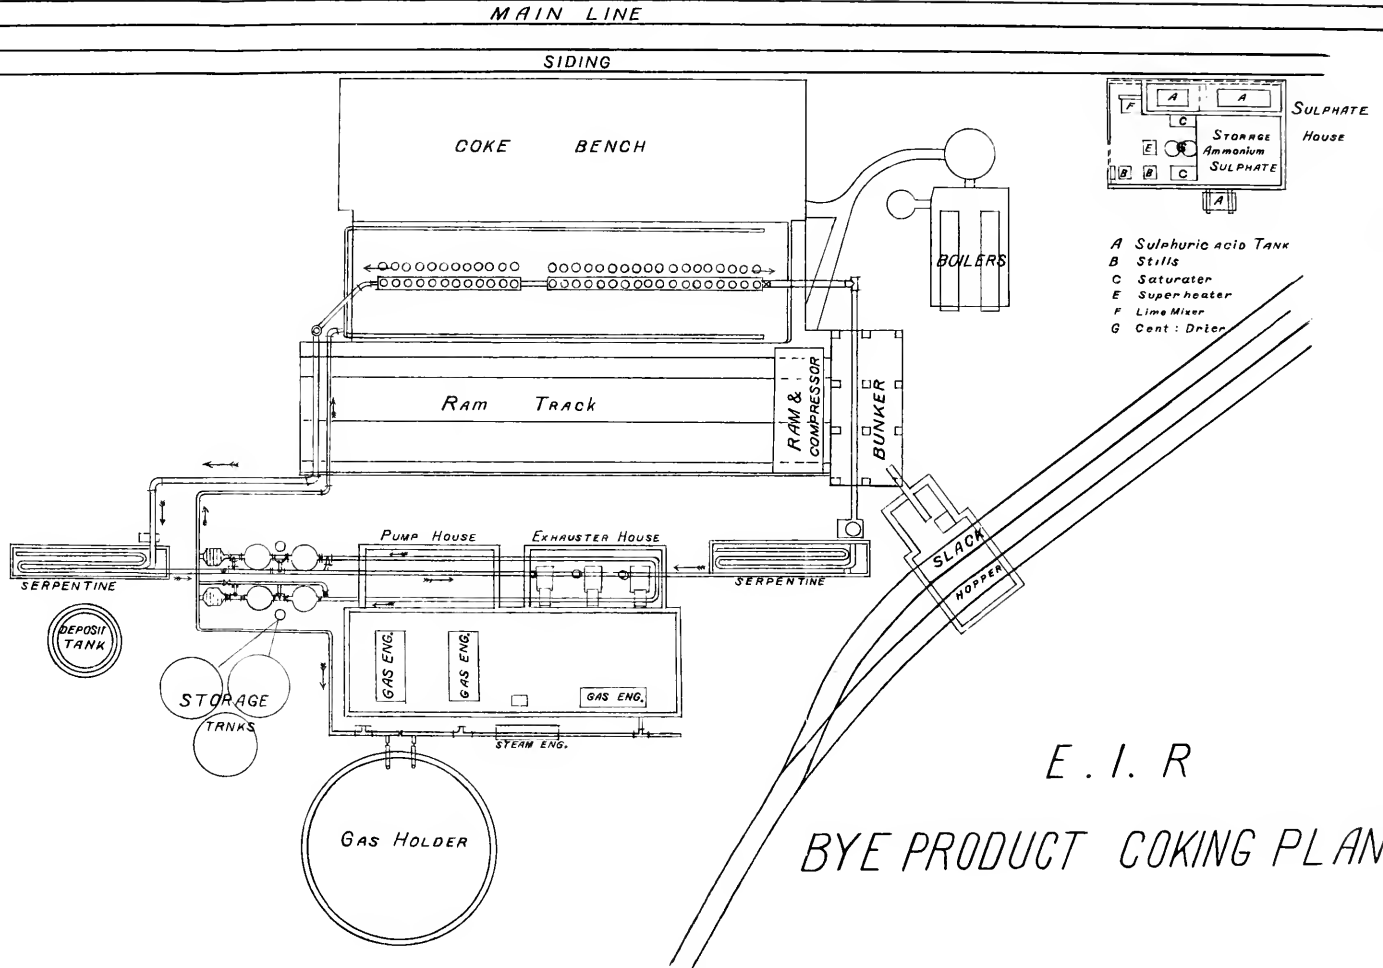 MAIN LINE
SIDING
COKE BENCH
SULPHATE
HOUSE
F
A
A
C
E
G
STORAGE
Ammonium
SULPHATE
B
B
C
A
BOILERS
A Sulphuric acid TANK
B Stills
C Saturater
E Super heater
F Lime Mixer
G Cent : Drier
RAM TRACK
RAM &
COMPRESSOR
BUNKER
PUMP HOUSE
EXHAUSTER HOUSE
SLACK
HOPPER
SERPENTINE
SERPENTINE
DEPOSIT
TANK
GAS ENG.
GAS ENG.
GAS ENG.
STORAGE
TANKS
STEAM ENG.
GAS HOLDER
E. I. R
BYE PRODUCT COKING PLAN